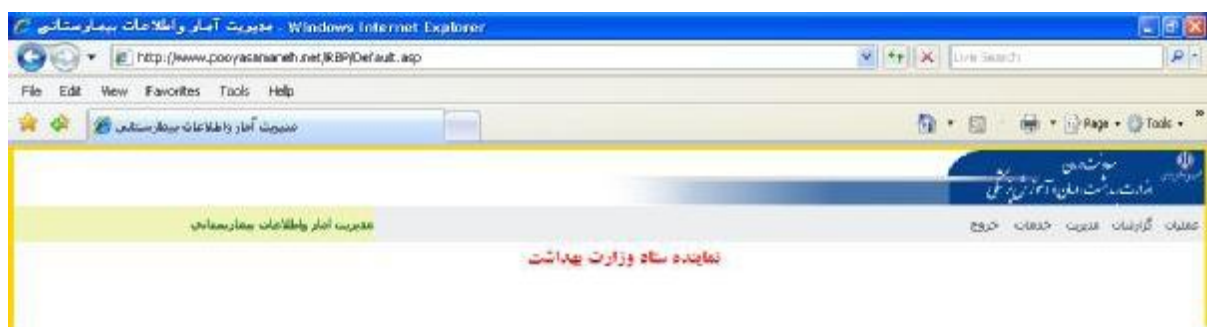 مدیریت آمار واطلاعات بیمارستانی - Windows Internet Explorer
http://www.pooyasamaneh.net/IRBP/Default.asp
Live Search
File Edit View Favorites Tools Help
مدیریت آمار واطلاعات بیمارستانی
Page Tools
معاونت درمان
وزارت بهداشت، درمان و آموزش پزشکی
عملیات گزارشات مدیریت خدمات خروج
مدیریت آمار واطلاعات بیمارستانی
نماینده ستاد وزارت بهداشت